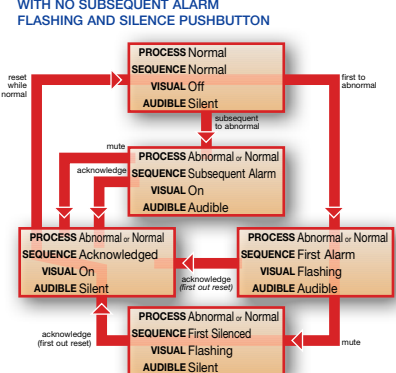 WITH NO SUBSEQUENT ALARM
FLASHING AND SILENCE PUSHBUTTON
PROCESS Normal
SEQUENCE Normal
VISUAL Off
AUDIBLE Silent
reset
while
normal
first to
abnormal
subsequent
to abnormal
mute
acknowledge
PROCESS Abnormal or Normal
SEQUENCE Subsequent Alarm
VISUAL On
AUDIBLE Audible
PROCESS Abnormal or Normal
SEQUENCE Acknowledged
VISUAL On
AUDIBLE Silent
acknowledge
(first out reset)
PROCESS Abnormal or Normal
SEQUENCE First Alarm
VISUAL Flashing
AUDIBLE Audible
acknowledge
(first out reset)
PROCESS Abnormal or Normal
SEQUENCE First Silenced
VISUAL Flashing
AUDIBLE Silent
mute